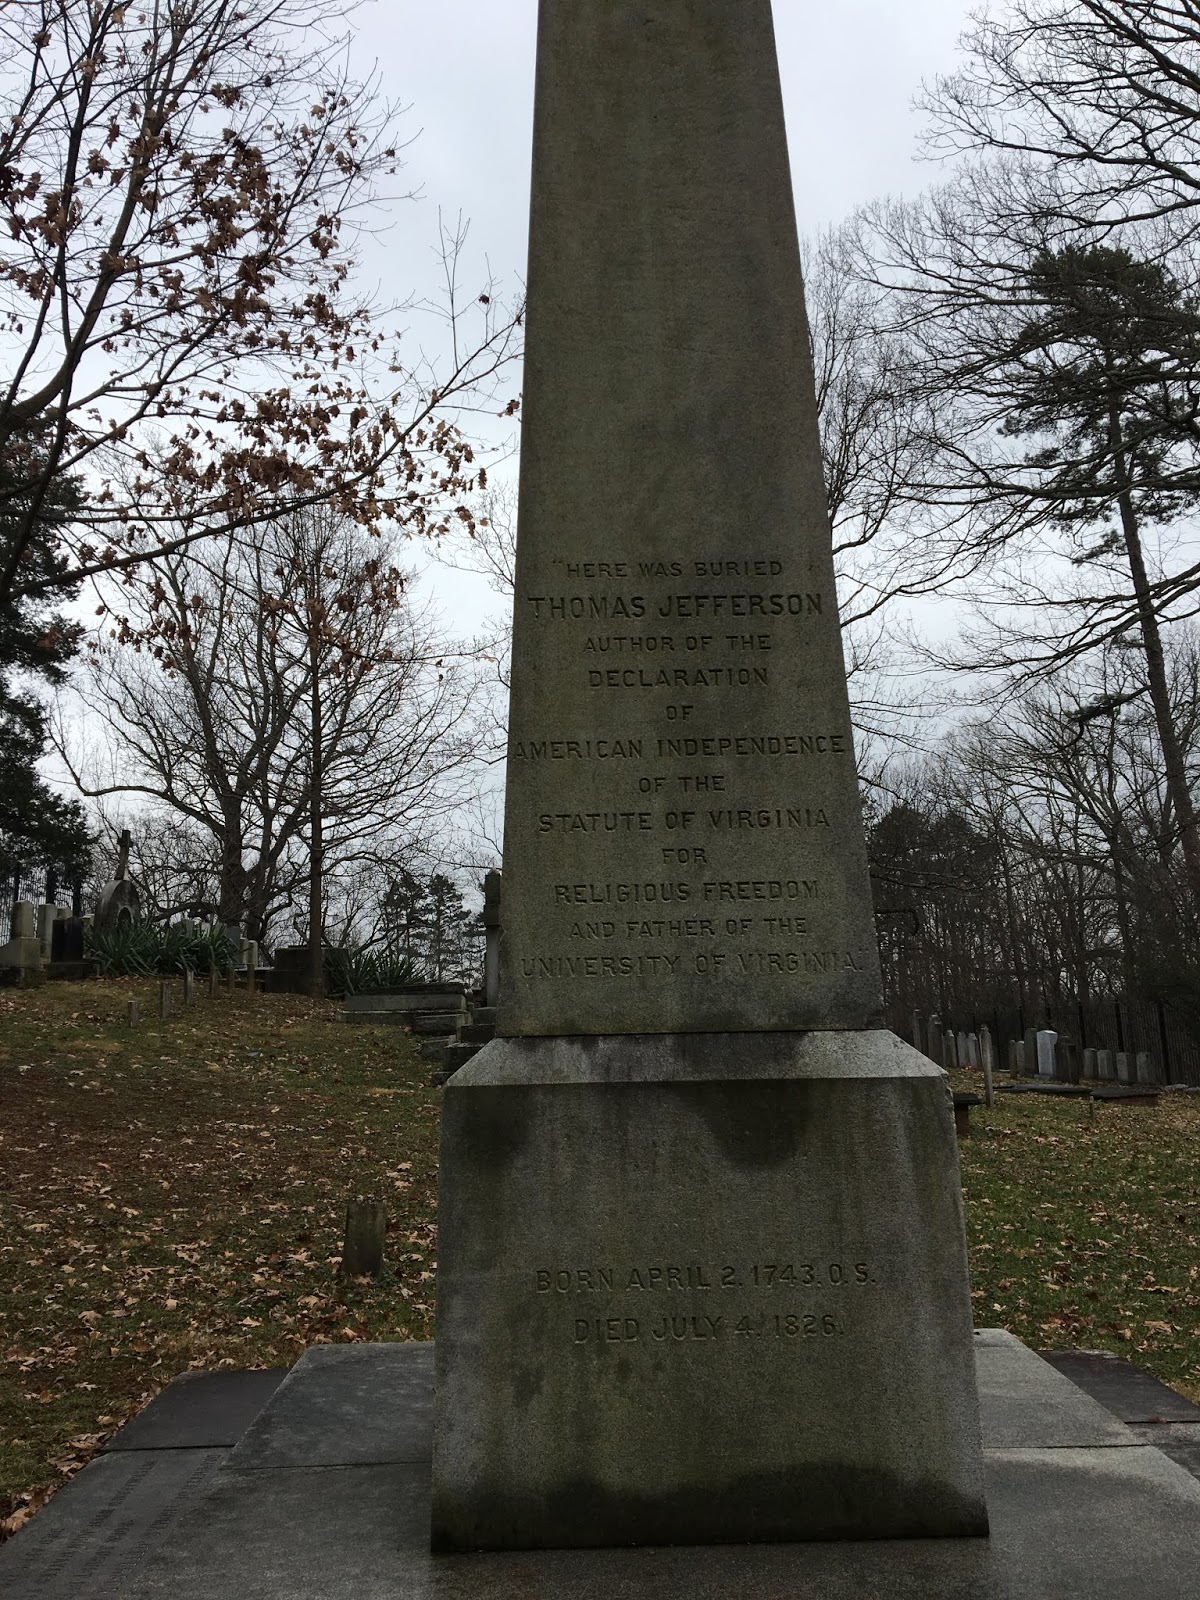 "HERE WAS BURIED
THOMAS JEFFERSON
AUTHOR OF THE
DECLARATION
OF
AMERICAN INDEPENDENCE
OF THE
STATUTE OF VIRGINIA
FOR
RELIGIOUS FREEDOM
AND FATHER OF THE
UNIVERSITY OF VIRGINIA.
BORN APRIL 2. 1743. O.S.
DIED JULY 4. 1826.